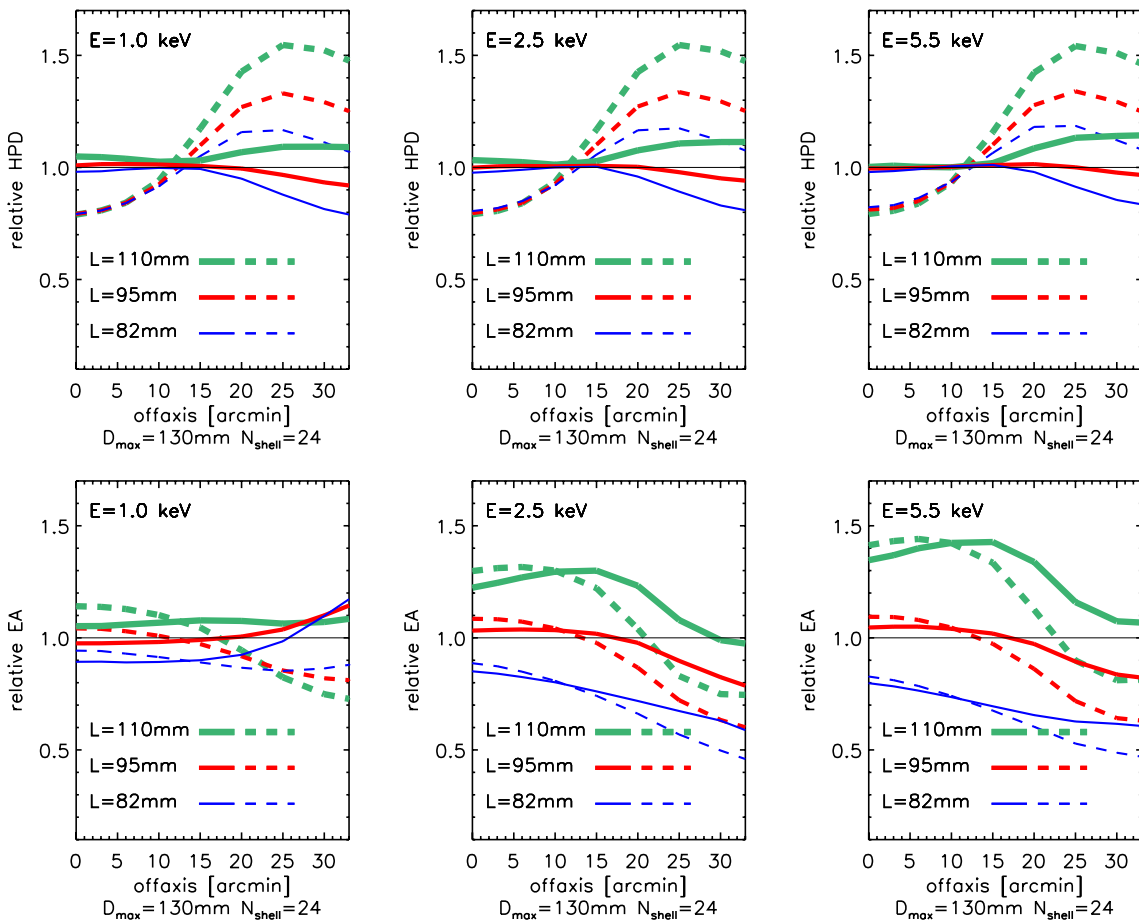 E=1.0 keV
relative HPD
1.5
1.0
0.5
L=110mm
L=95mm
L=82mm
0 5 10 15 20 25 30
offaxis [arcmin]
Dmax=130mm Nshell=24
E=2.5 keV
relative HPD
1.5
1.0
0.5
L=110mm
L=95mm
L=82mm
0 5 10 15 20 25 30
offaxis [arcmin]
Dmax=130mm Nshell=24
E=5.5 keV
relative HPD
1.5
1.0
0.5
L=110mm
L=95mm
L=82mm
0 5 10 15 20 25 30
offaxis [arcmin]
Dmax=130mm Nshell=24
E=1.0 keV
relative EA
1.5
1.0
0.5
L=110mm
L=95mm
L=82mm
0 5 10 15 20 25 30
offaxis [arcmin]
Dmax=130mm Nshell=24
E=2.5 keV
relative EA
1.5
1.0
0.5
L=110mm
L=95mm
L=82mm
0 5 10 15 20 25 30
offaxis [arcmin]
Dmax=130mm Nshell=24
E=5.5 keV
relative EA
1.5
1.0
0.5
L=110mm
L=95mm
L=82mm
0 5 10 15 20 25 30
offaxis [arcmin]
Dmax=130mm Nshell=24